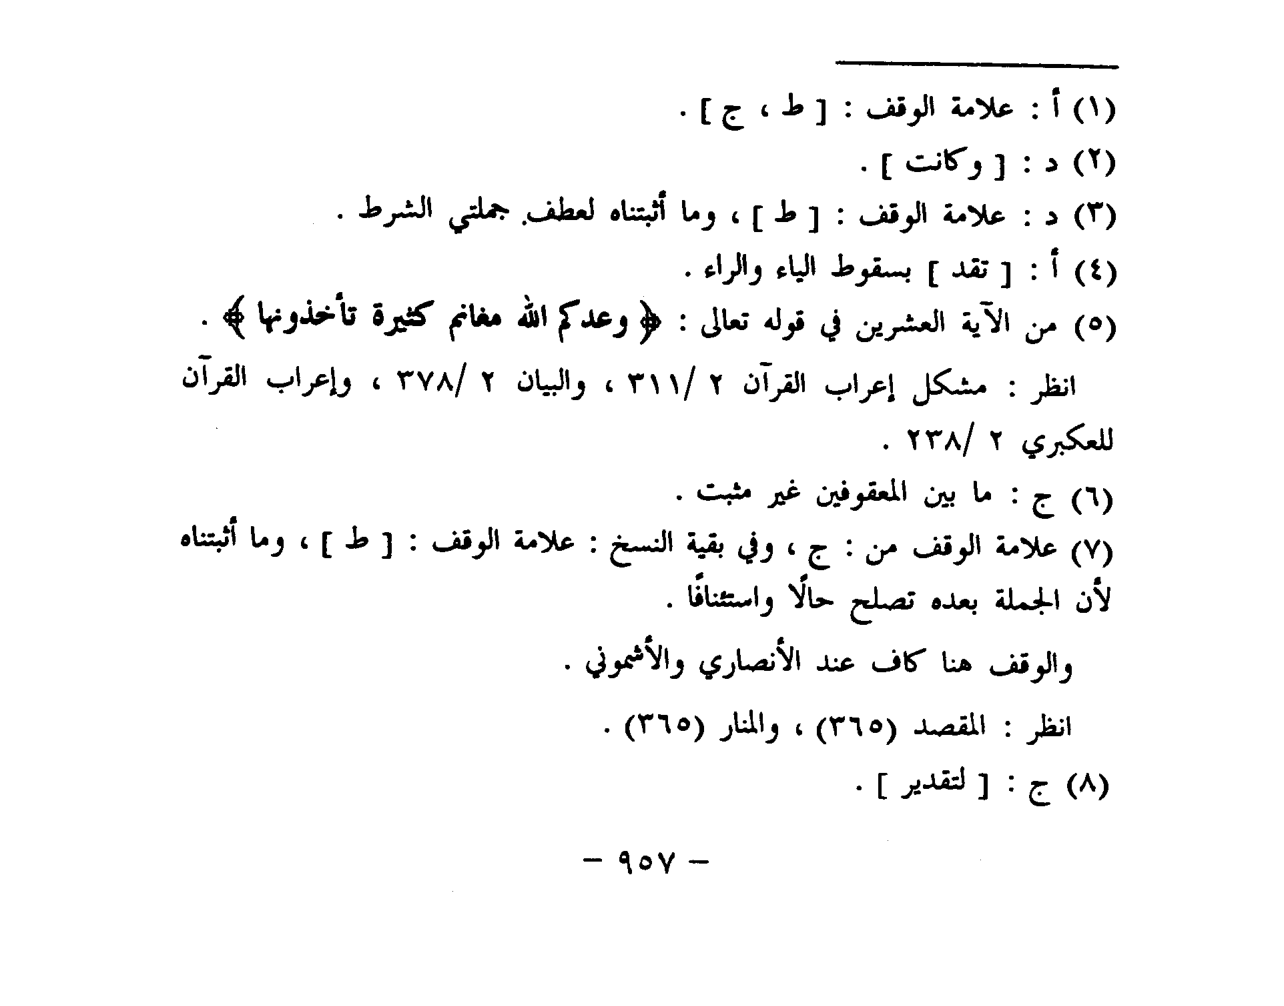 (١) أ : علامة الوقف : [ ط ، ج ] .
(٢) د : [ وكانت ] .
(٣) د : علامة الوقف : [ ط ] ، وما أثبتناه لعطف جملتي الشرط .
(٤) أ : [ تقد ] بسقوط الياء والراء .
(٥) من الآية العشرين في قوله تعالى : ﴿ وعدكم الله مغانم كثيرة تأخذونها ﴾ .
انظر : مشكل إعراب القرآن ٢ /٣١١ ، والبيان ٢ /٣٧٨ ، وإعراب القرآن
للعكبري ٢ /٢٣٨ .
(٦) ج : ما بين المعقوفين غير مثبت .
(٧) علامة الوقف من : ج ، وفي بقية النسخ : علامة الوقف : [ ط ] ، وما أثبتناه
لأن الجملة بعده تصلح حالًا واستئنافًا .
والوقف هنا كاف عند الأنصاري والأشموني .
انظر : المقصد (٣٦٥) ، والمنار (٣٦٥) .
(٨) ج : [ لتقدير ] .
– ٩٥٧ –